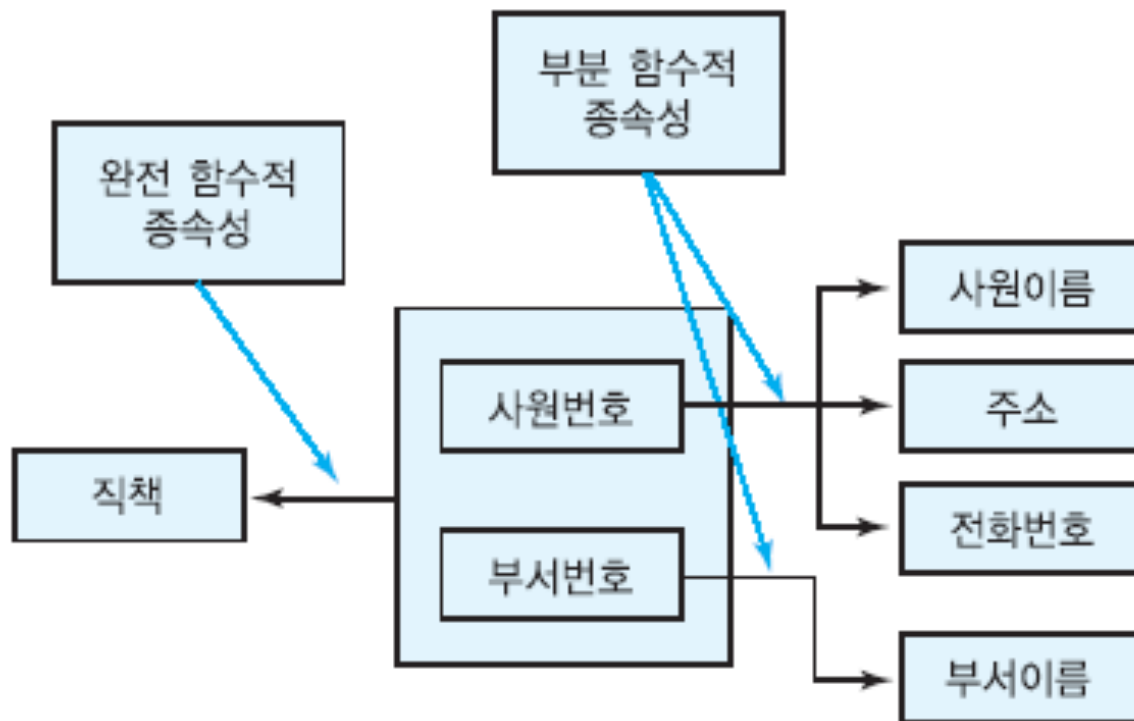 부분 함수적
종속성
완전 함수적
종속성
사원이름
사원번호
주소
직책
전화번호
부서번호
부서이름